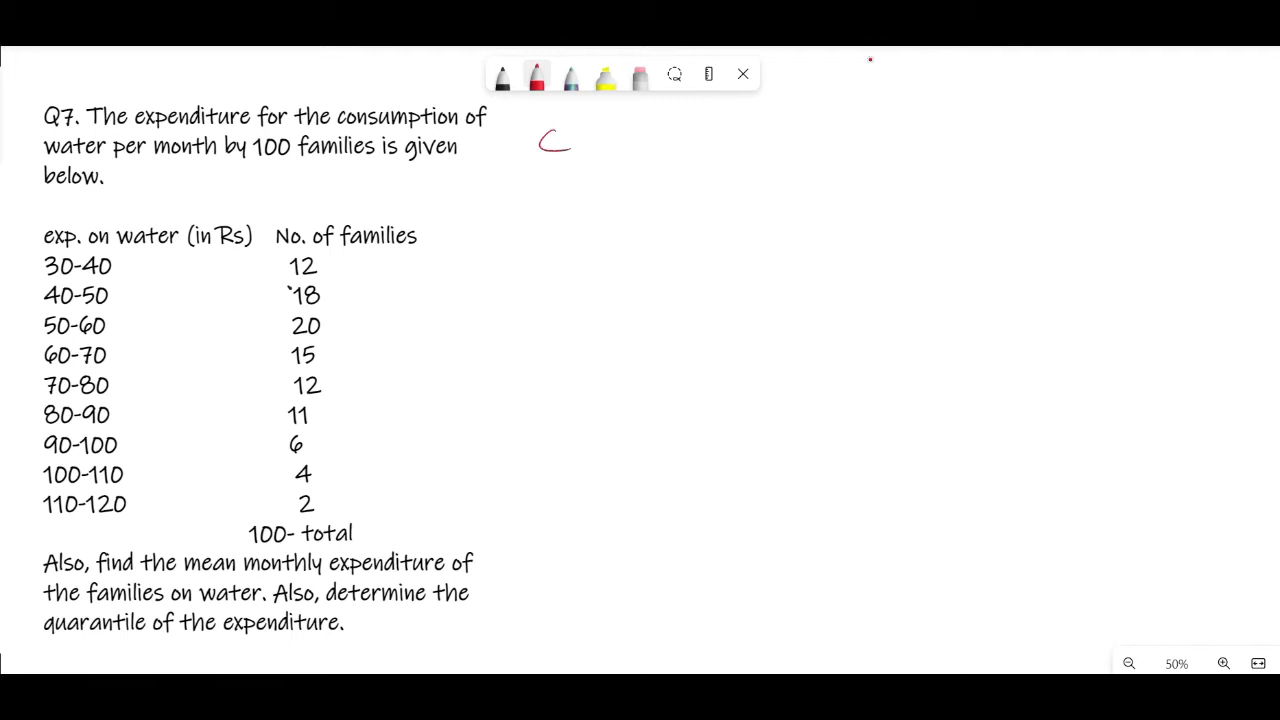 Q7. The expenditure for the consumption of
water per month by 100 families is given
below.
C
exp. on water (in Rs) No. of families
30-40 12
40-50 18
50-60 20
60-70 15
70-80 12
80-90 11
90-100 6
100-110 4
110-120 2
100- total
Also, find the mean monthly expenditure of
the families on water. Also, determine the
quarantile of the expenditure.
50%